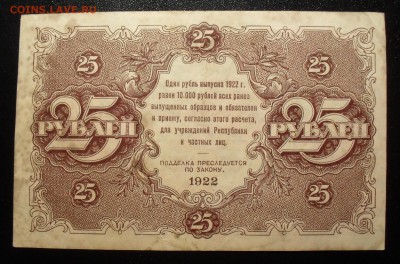 COINS.LAVE.RU
25 25
Один рубль выпуска 1922 г.
равен 10.000 рублей всех ранее
выпущенных образцов и обязателен
к приему, согласно этого расчета,
для учреждений Республики
и частных лиц.
25 РУБЛЕЙ 25 РУБЛЕЙ
ПОДДЕЛКА ПРЕСЛЕДУЕТСЯ
ПО ЗАКОНУ.
1922
25 25